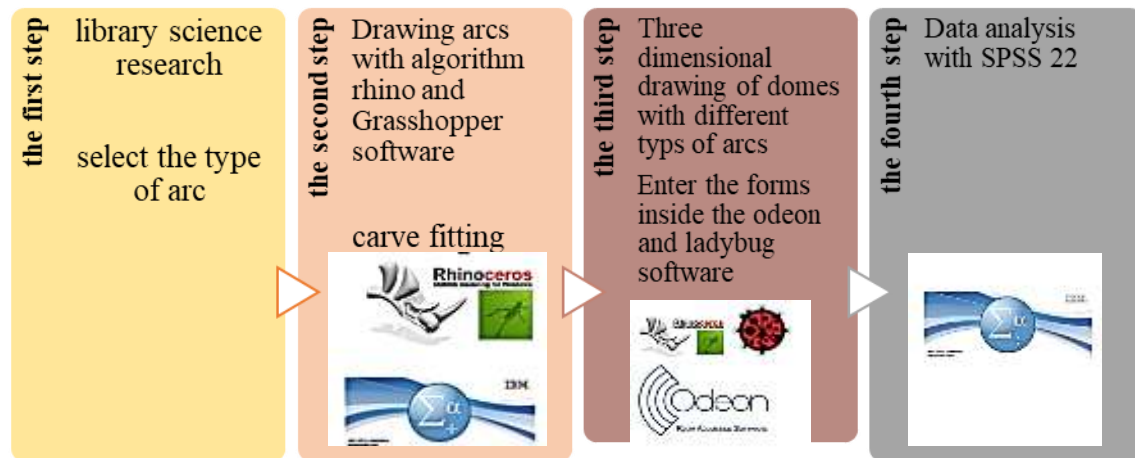 the first step
library science
research
select the type
of arc
the second step
Drawing arcs
with algorithm
rhino and
Grasshopper
software
carve fitting
Rhinoceros
IBM
Σα
the third step
Three
dimensional
drawing of domes
with different
typs of arcs
Enter the forms
inside the odeon
and ladybug
software
Odeon
the fourth step
Data analysis
with SPSS 22
Σα